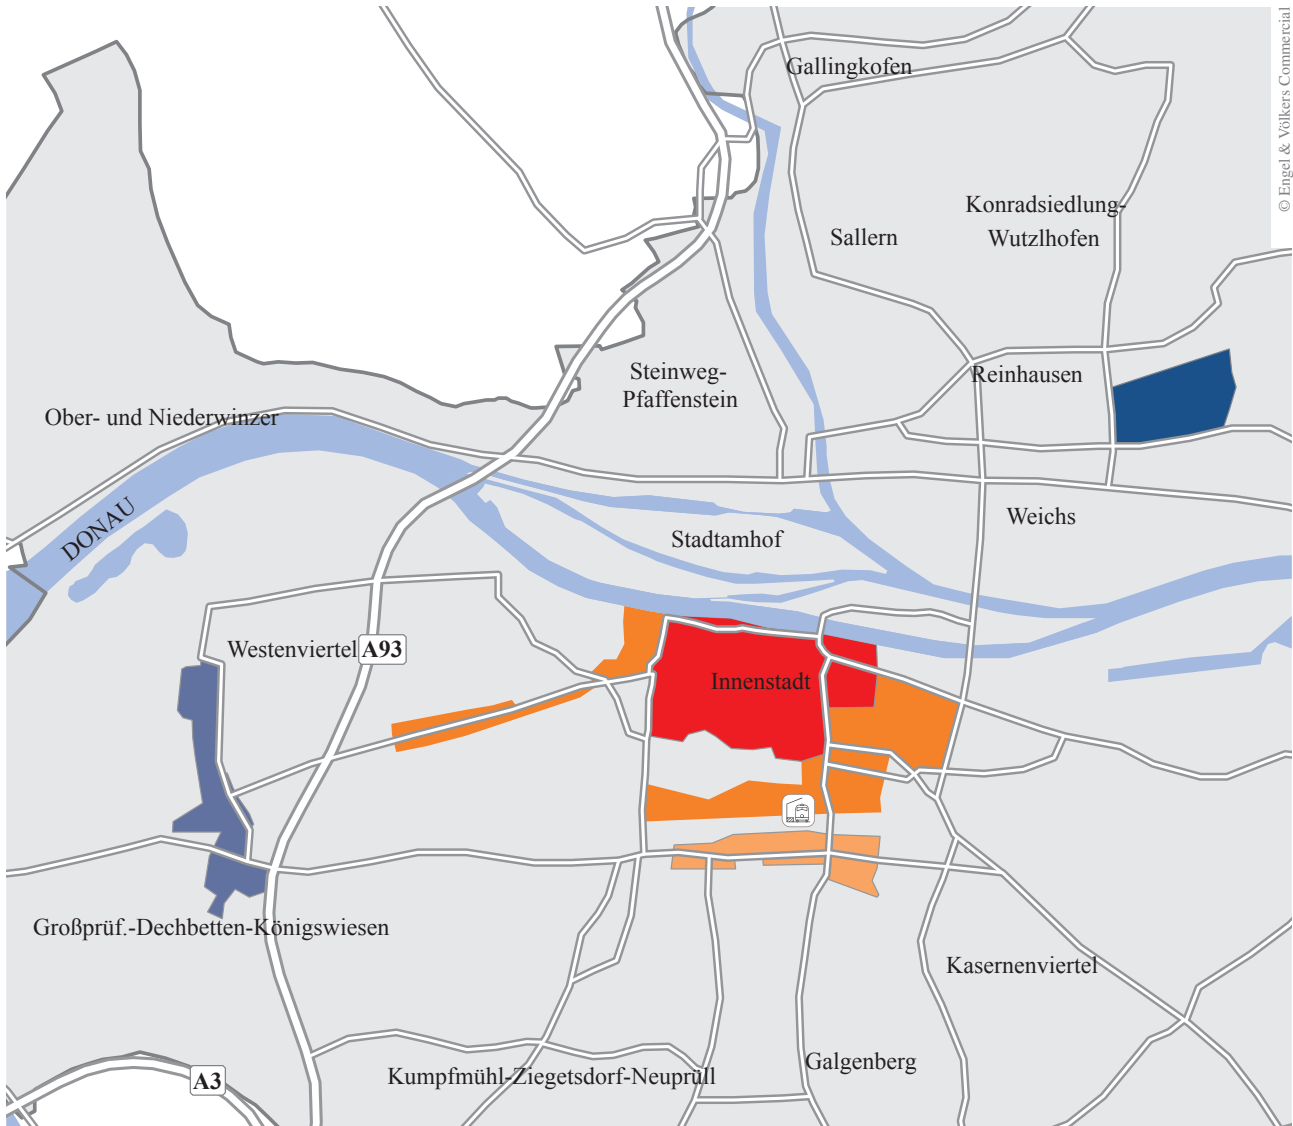 © Engel & Völkers Commercial
Gallingkofen
Konradsiedlung-
Wutzlhofen
Sallern
Steinweg-
Pfaffenstein
Reinhausen
Ober- und Niederwinzer
DONAU
Weichs
Stadtamhof
Westenviertel
A93
Innenstadt
Großprüf.-Dechbetten-Königswiesen
Kasernenviertel
Galgenberg
Kumpfmühl-Ziegetsdorf-Neuprüll
A3